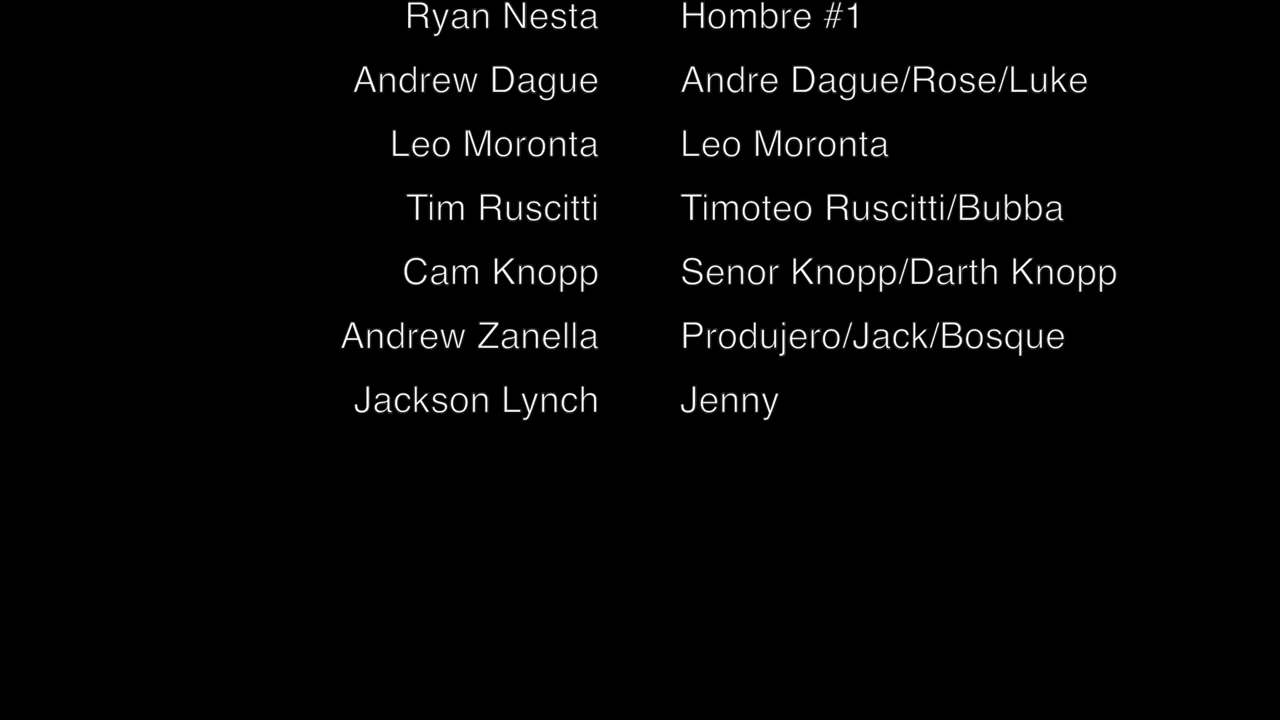 Ryan Nesta Hombre #1
Andrew Dague Andre Dague/Rose/Luke
Leo Moronta Leo Moronta
Tim Ruscitti Timoteo Ruscitti/Bubba
Cam Knopp Senor Knopp/Darth Knopp
Andrew Zanella Produjero/Jack/Bosque
Jackson Lynch Jenny